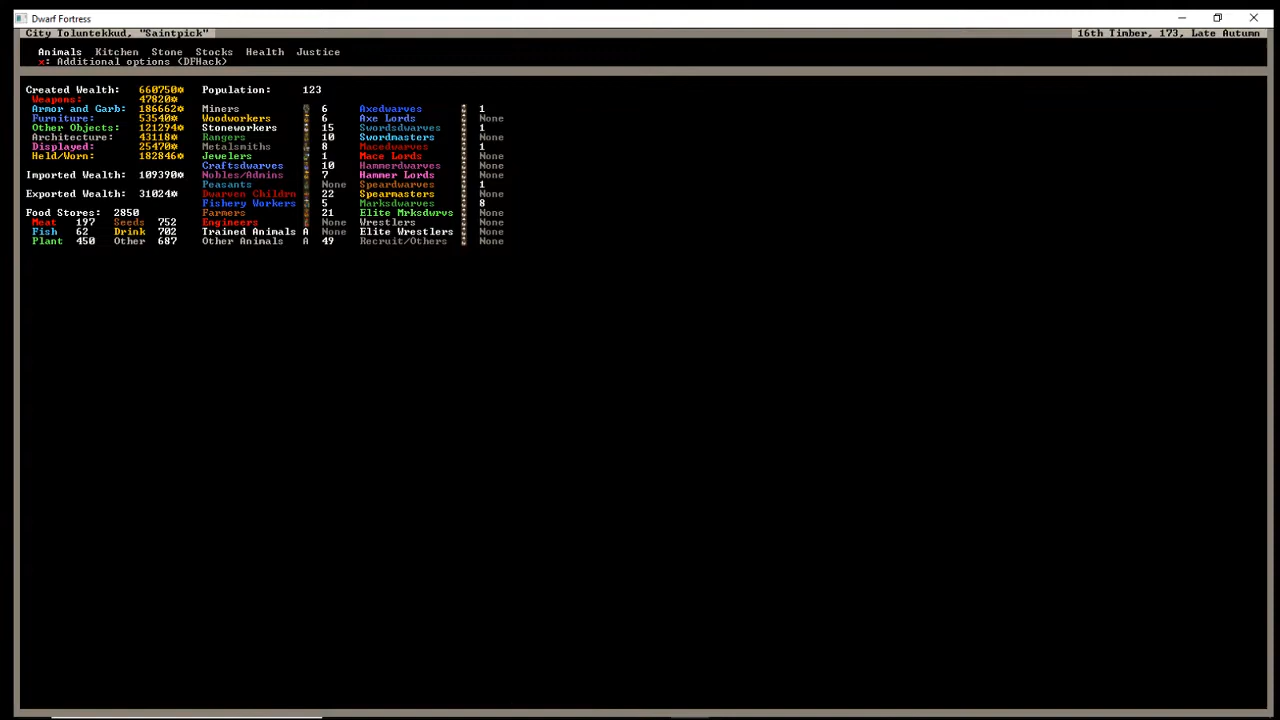 Dwarf Fortress
City Toluntekkud, "Saintpick" 16th Timber, 173, Late Autumn
Animals Kitchen Stone Stocks Health Justice
x: Additional options (DFHack)
Created Wealth: 660750☼ Population: 123
Weapons: 47820☼
Armor and Garb: 186662☼ Miners 6 Axedwarves 1
Furniture: 53540☼ Woodworkers 6 Axe Lords None
Other Objects: 121294☼ Stoneworkers 15 Swordsdwarves 1
Architecture: 43118☼ Rangers 10 Swordmasters None
Displayed: 25470☼ Metalsmiths 8 Macedwarves 1
Held/Worn: 182846☼ Jewelers 1 Mace Lords None
Craftsdwarves 10 Hammerdwarves None
Imported Wealth: 109390☼ Nobles/Admins 7 Hammer Lords None
Peasants None Speardwarves 1
Exported Wealth: 31024☼ Dwarven Childrn 22 Spearmasters None
Fishery Workers 5 Marksdwarves 8
Food Stores: 2850 Farmers 21 Elite Mrksdwrvs None
Meat 197 Seeds 752 Engineers None Wrestlers None
Fish 62 Drink 702 Trained Animals A None Elite Wrestlers None
Plant 450 Other 687 Other Animals A 49 Recruit/Others None